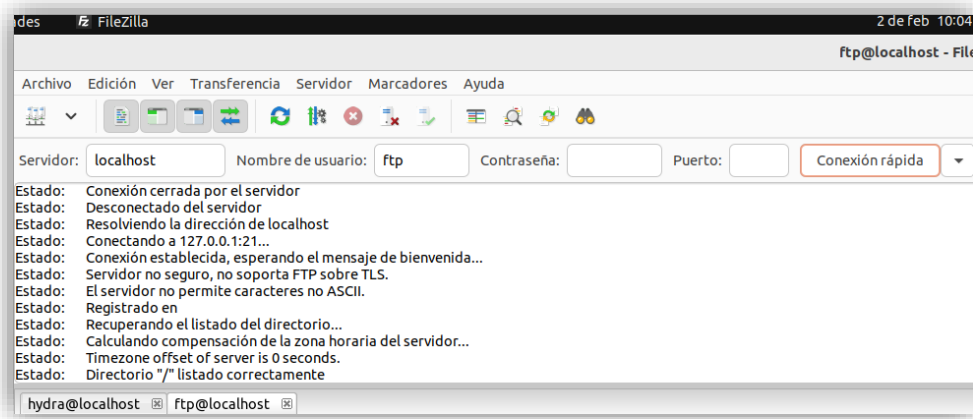 des FileZilla 2 de feb 10:04
ftp@localhost - File
Archivo Edición Ver Transferencia Servidor Marcadores Ayuda
Servidor: localhost Nombre de usuario: ftp Contraseña: Puerto: Conexión rápida
Estado: Conexión cerrada por el servidor
Estado: Desconectado del servidor
Estado: Resolviendo la dirección de localhost
Estado: Conectando a 127.0.0.1:21...
Estado: Conexión establecida, esperando el mensaje de bienvenida...
Estado: Servidor no seguro, no soporta FTP sobre TLS.
Estado: El servidor no permite caracteres no ASCII.
Estado: Registrado en
Estado: Recuperando el listado del directorio...
Estado: Calculando compensación de la zona horaria del servidor...
Estado: Timezone offset of server is 0 seconds.
Estado: Directorio "/" listado correctamente
hydra@localhost ftp@localhost